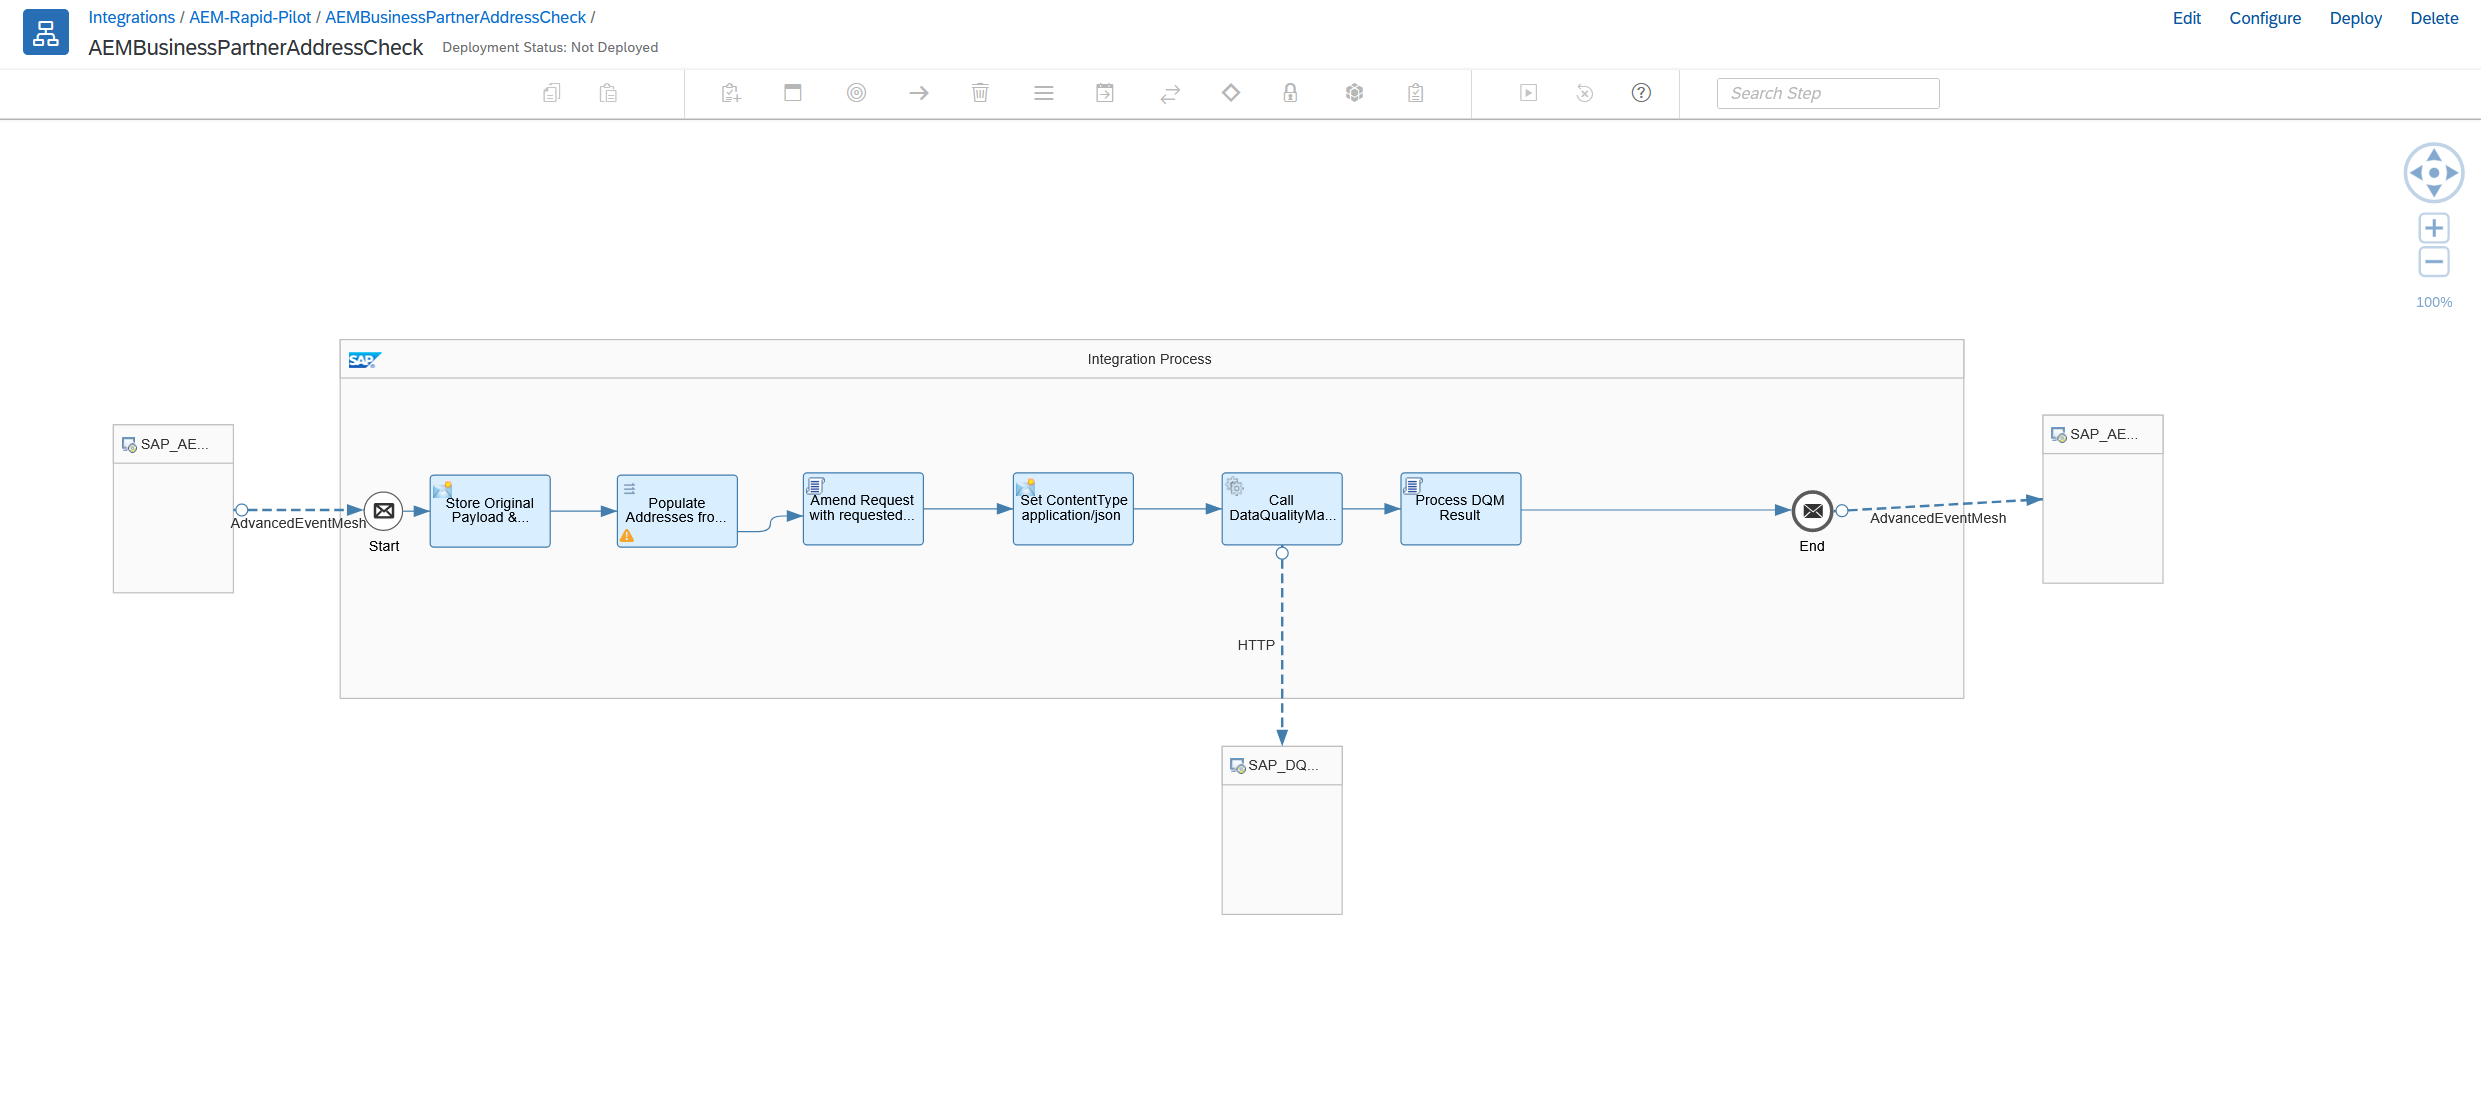 Integrations / AEM-Rapid-Pilot / AEMBusinessPartnerAddressCheck /
AEMBusinessPartnerAddressCheck
Deployment Status: Not Deployed
Edit
Configure
Deploy
Delete
Search Step
100%
SAP
Integration Process
SAP_AE...
AdvancedEventMesh
Start
Store Original
Payload &...
Populate
Addresses fro...
Amend Request
with requested...
Set ContentType
application/json
Call
DataQualityMa...
Process DQM
Result
End
AdvancedEventMesh
SAP_AE...
HTTP
SAP_DQ...